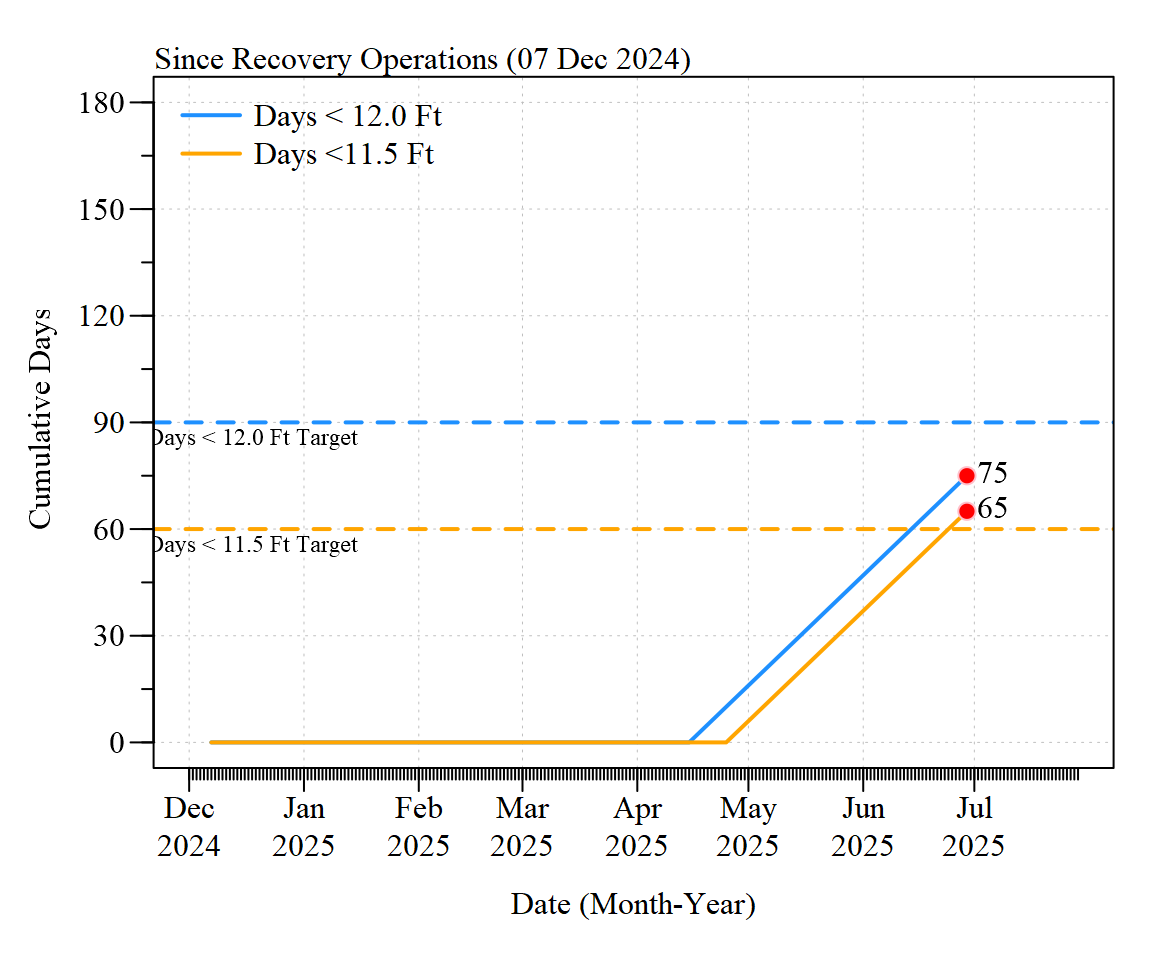 Since Recovery Operations (07 Dec 2024)
Days < 12.0 Ft
Days <11.5 Ft
180
150
120
90
60
30
0
Cumulative Days
Days < 12.0 Ft Target
Days < 11.5 Ft Target
75
65
Dec Jan Feb Mar Apr May Jun Jul
2024 2025 2025 2025 2025 2025 2025 2025
Date (Month-Year)